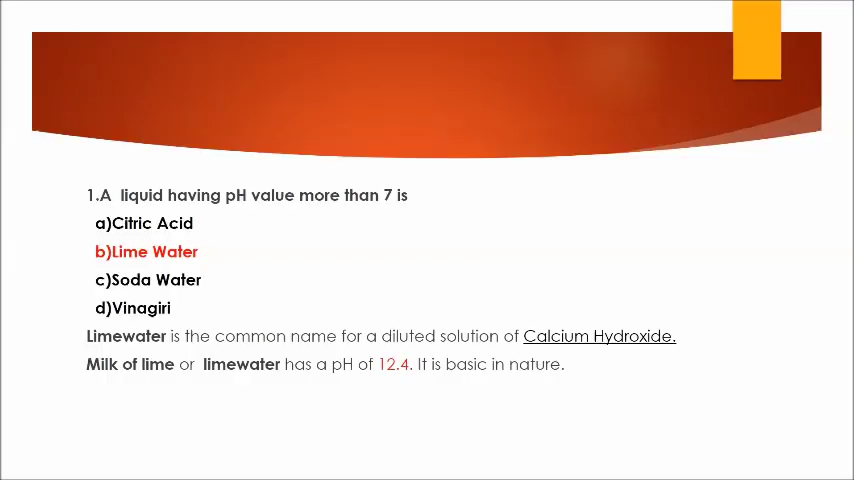 1.A liquid having pH value more than 7 is
a)Citric Acid
b)Lime Water
c)Soda Water
d)Vinagiri
Limewater is the common name for a diluted solution of Calcium Hydroxide.
Milk of lime or limewater has a pH of 12.4. It is basic in nature.